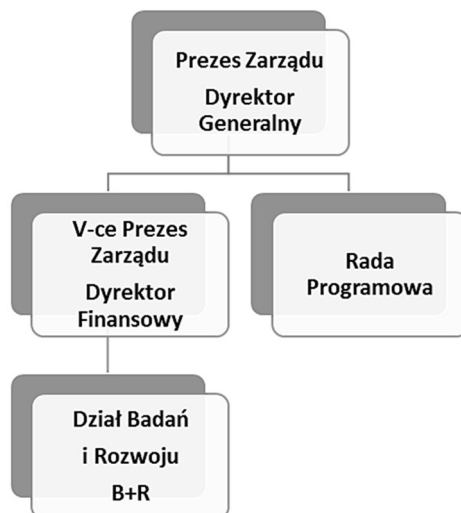 Prezes Zarządu
Dyrektor
Generalny
V-ce Prezes
Zarządu
Dyrektor
Finansowy
Rada
Programowa
Dział Badań
i Rozwoju
B+R